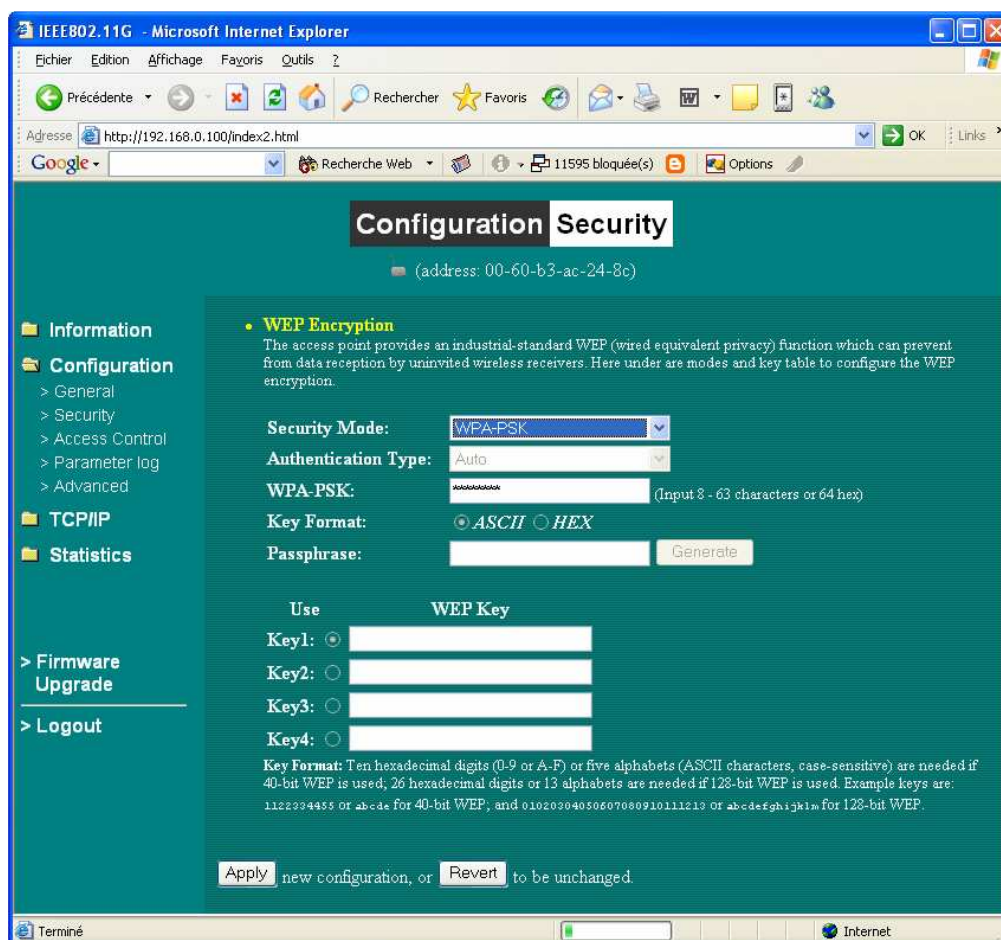 IEEE802.11G - Microsoft Internet Explorer
Fichier Edition Affichage Favoris Outils ?
Précédente Rechercher Favoris
Adresse http://192.168.0.100/index2.html OK Links
Google Recherche Web 11595 bloquée(s) Options
Configuration Security
(address: 00-60-b3-ac-24-8c)
Information
Configuration
> General
> Security
> Access Control
> Parameter log
> Advanced
TCP/IP
Statistics
> Firmware
Upgrade
> Logout
WEP Encryption
The access point provides an industrial-standard WEP (wired equivalent privacy) function which can prevent
from data reception by uninvited wireless receivers. Here under are modes and key table to configure the WEP
encryption.
Security Mode: WPA-PSK
Authentication Type: Auto
WPA-PSK: ********* (Input 8 - 63 characters or 64 hex)
Key Format: ASCII HEX
Passphrase: Generate
Use WEP Key
Key1:
Key2:
Key3:
Key4:
Key Format: Ten hexadecimal digits (0-9 or A-F) or five alphabets (ASCII characters, case-sensitive) are needed if
40-bit WEP is used; 26 hexadecimal digits or 13 alphabets are needed if 128-bit WEP is used. Example keys are:
1122334455 or abcde for 40-bit WEP; and 01020304050607080910111213 or abcdefghijklm for 128-bit WEP.
Apply new configuration, or Revert to be unchanged.
Terminé Internet